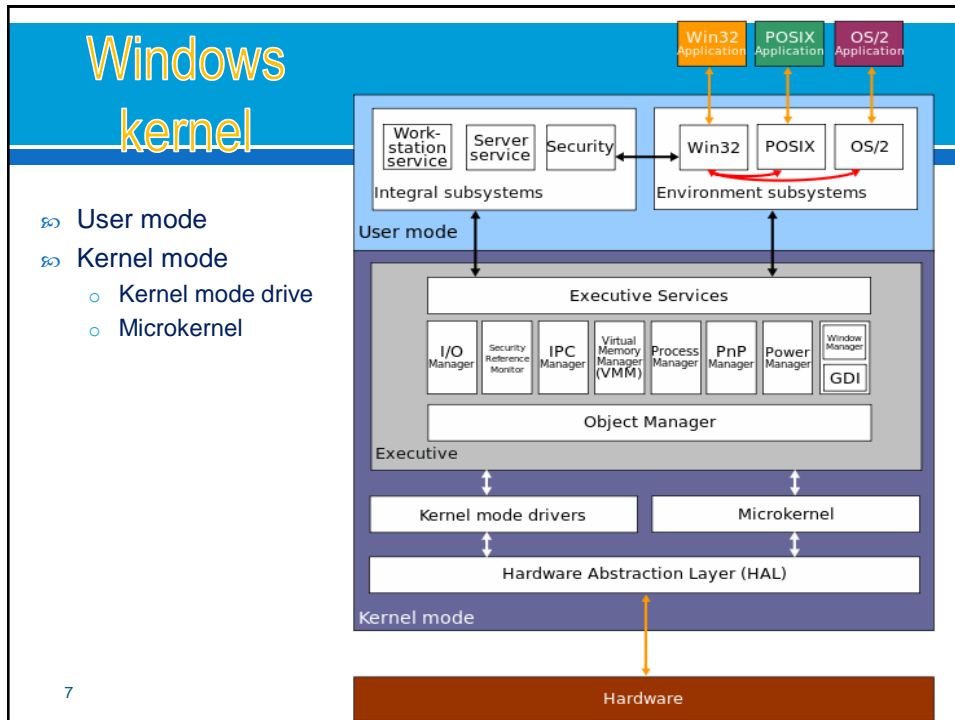 Windows
kernel
User mode
Kernel mode
Kernel mode drive
Microkernel
7
Win32
Application
POSIX
Application
OS/2
Application
Work-
station
service
Server
service
Security
Integral subsystems
Win32
POSIX
OS/2
Environment subsystems
User mode
Executive Services
I/O
Manager
Security
Reference
Monitor
IPC
Manager
Virtual
Memory
Manager
(VMM)
Process
Manager
PnP
Manager
Power
Manager
Window
Manager
GDI
Object Manager
Executive
Kernel mode drivers
Microkernel
Hardware Abstraction Layer (HAL)
Kernel mode
Hardware